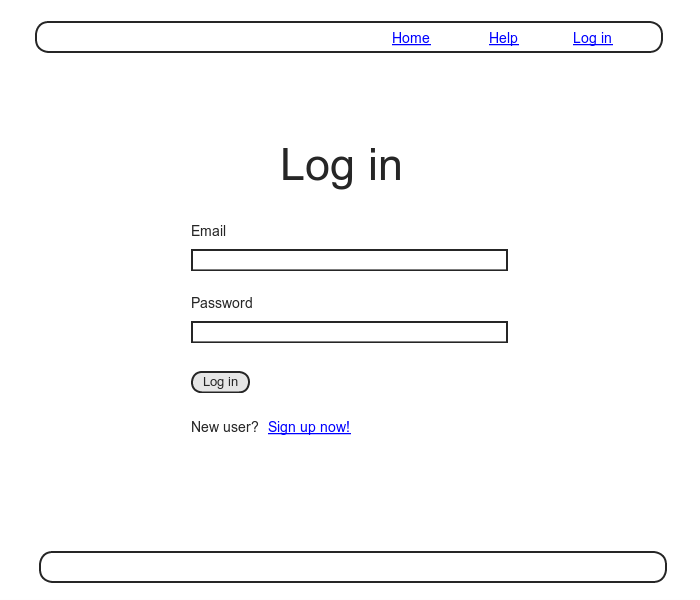 Home Help Log in
Log in
Email
Password
Log in
New user? Sign up now!